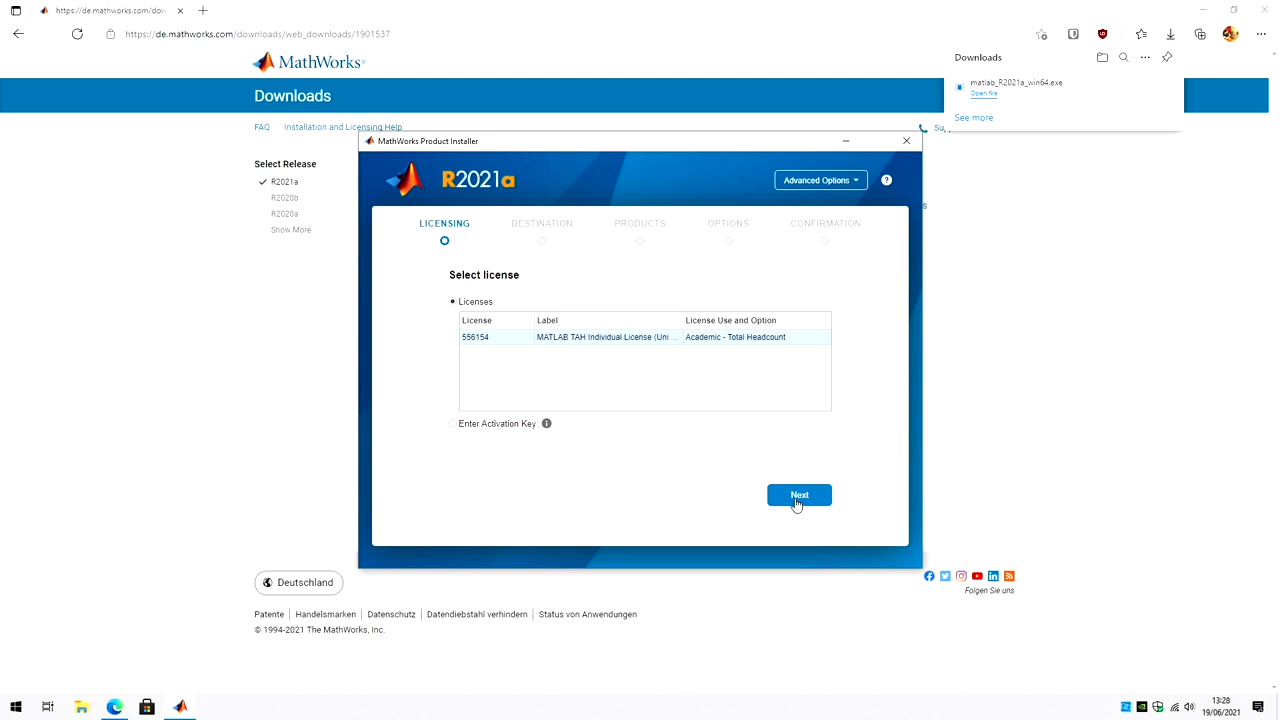 https://de.mathworks.com/dow
https://de.mathworks.com/downloads/web_downloads/1901537
MathWorks®
Downloads
matlab_R2021a_win64.exe
Open file
See more
Downloads
FAQ Installation and Licensing Help
MathWorks Product Installer
Select Release
R2021a
R2020b
R2020a
Show More
R2021a
Advanced Options
?
LICENSING DESTINATION PRODUCTS OPTIONS CONFIRMATION
Select license
Licenses:
License Label License Use and Option
556154 MATLAB TAH Individual License (Uni ... Academic - Total Headcount
Enter Activation Key:
Next
Deutschland
Folgen Sie uns
Patente Handelsmarken Datenschutz Datendiebstahl verhindern Status von Anwendungen
© 1994-2021 The MathWorks, Inc.
13:28
19/06/2021